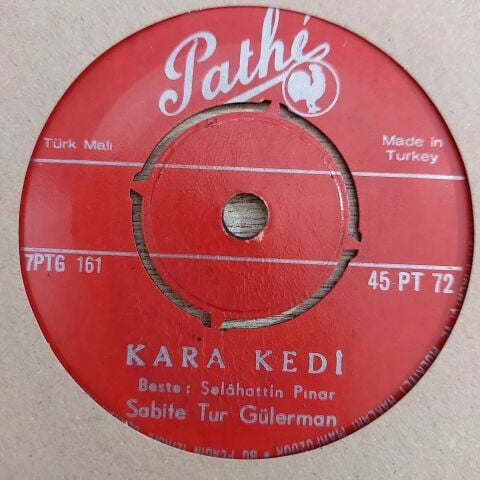 Pathé
Türk Malı
Made in
Turkey
7PTG 161
45 PT 72
KARA KEDİ
Beste: Selâhattin Pınar
Sabite Tur Gülerman